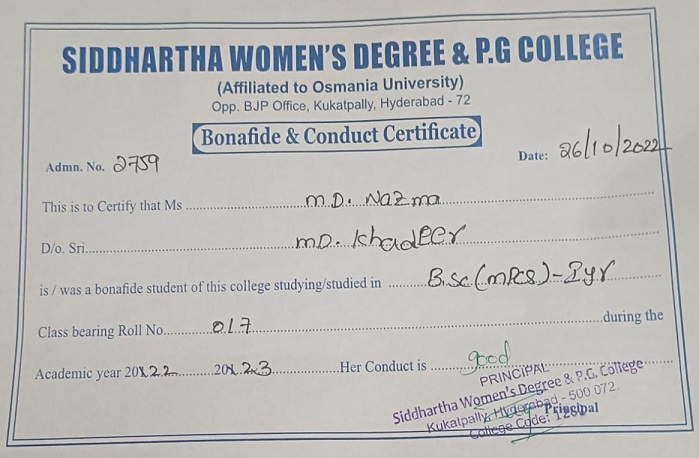 SIDDHARTHA WOMEN'S DEGREE & P.G COLLEGE
(Affiliated to Osmania University)
Opp. BJP Office, Kukatpally, Hyderabad - 72
Bonafide & Conduct Certificate
Admn. No. 2759 Date: 26/10/2022
This is to Certify that Ms ............ M.D. Nazma ............
D/o. Sri............ MD. Khadeer ............
is / was a bonafide student of this college studying/studied in ......... B.Sc (MPCS)-I yr .........
Class bearing Roll No............ 017 ............during the
Academic year 2022.........2023............Her Conduct is ......... good .........
PRINCIPAL
Siddhartha Women's Degree & P.G. College
Kukatpally, Hyderabad - 500 072.
Principal
College Code: